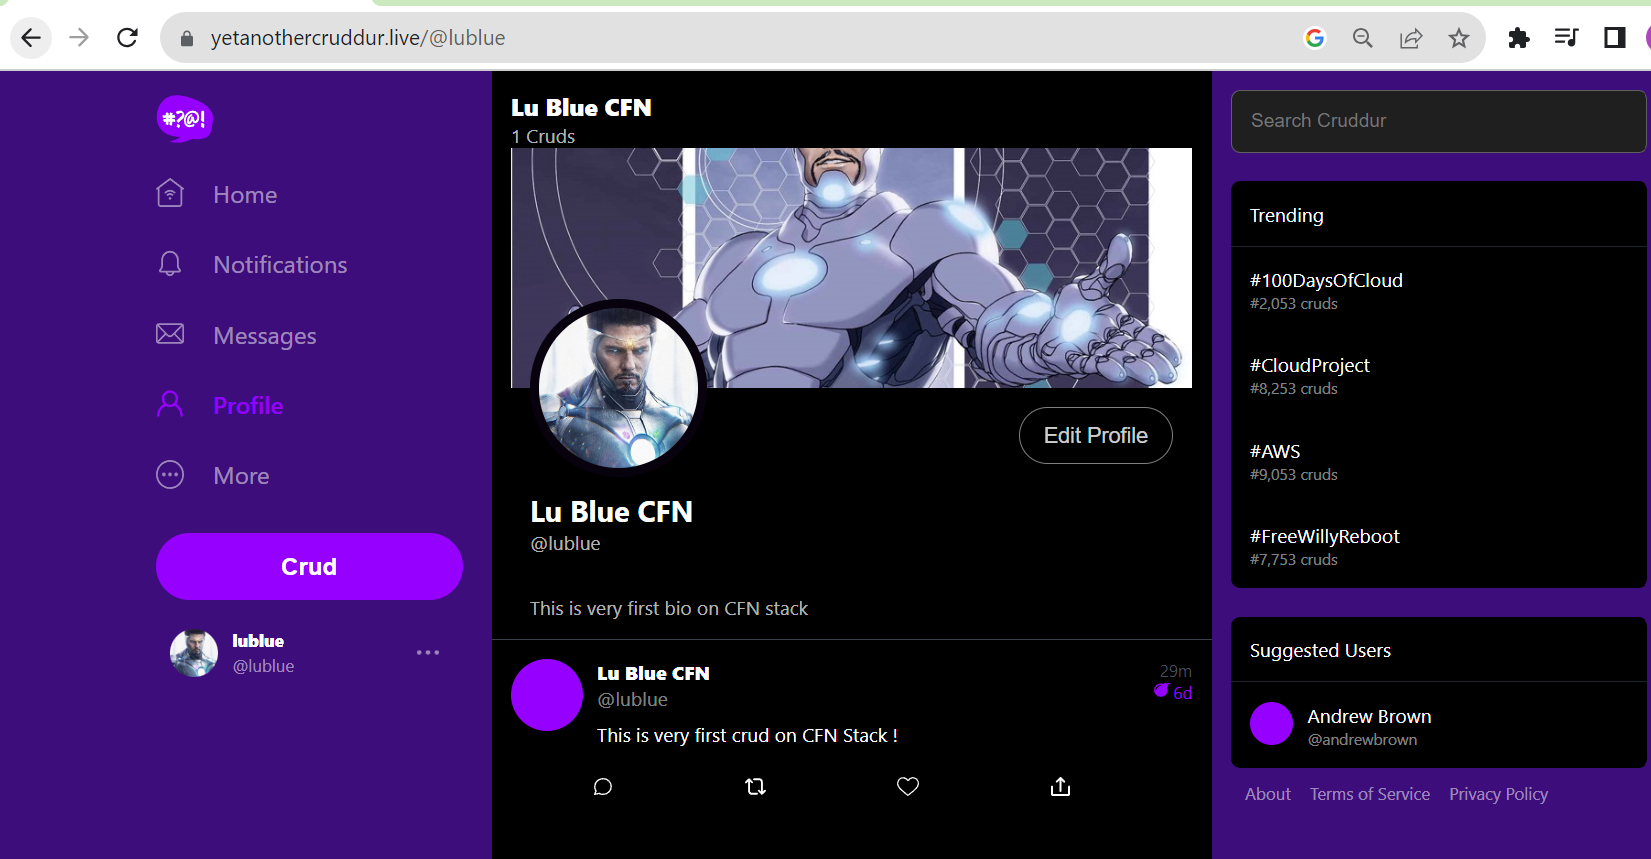 yetanothercruddur.live/@lublue
#?@!
Home
Notifications
Messages
Profile
More
Crud
lublue
@lublue
Lu Blue CFN
1 Cruds
Edit Profile
Lu Blue CFN
@lublue
This is very first bio on CFN stack
Lu Blue CFN
29m
@lublue
6d
This is very first crud on CFN Stack !
Search Cruddur
Trending
#100DaysOfCloud
#2,053 cruds
#CloudProject
#8,253 cruds
#AWS
#9,053 cruds
#FreeWillyReboot
#7,753 cruds
Suggested Users
Andrew Brown
@andrewbrown
About Terms of Service Privacy Policy